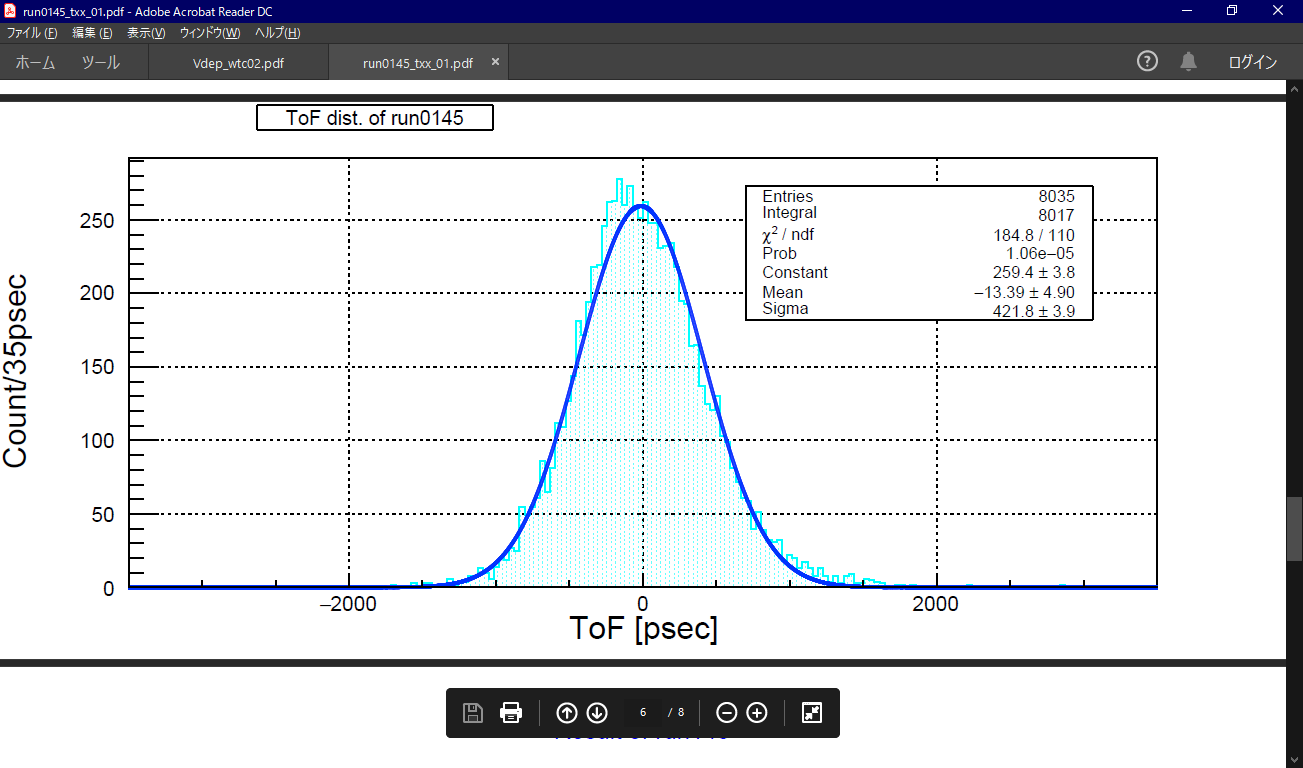 run0145_txx_01.pdf - Adobe Acrobat Reader DC
ファイル (F) 編集 (E) 表示(V) ウィンドウ(W) ヘルプ(H)
ホーム ツール Vdep_wtc02.pdf run0145_txx_01.pdf × ? ログイン
ToF dist. of run0145
Entries 8035
Integral 8017
χ² / ndf 184.8 / 110
Prob 1.06e–05
Constant 259.4 ± 3.8
Mean –13.39 ± 4.90
Sigma 421.8 ± 3.9
Count/35psec
250
200
150
100
50
0
–2000 0 2000
ToF [psec]
6 / 8